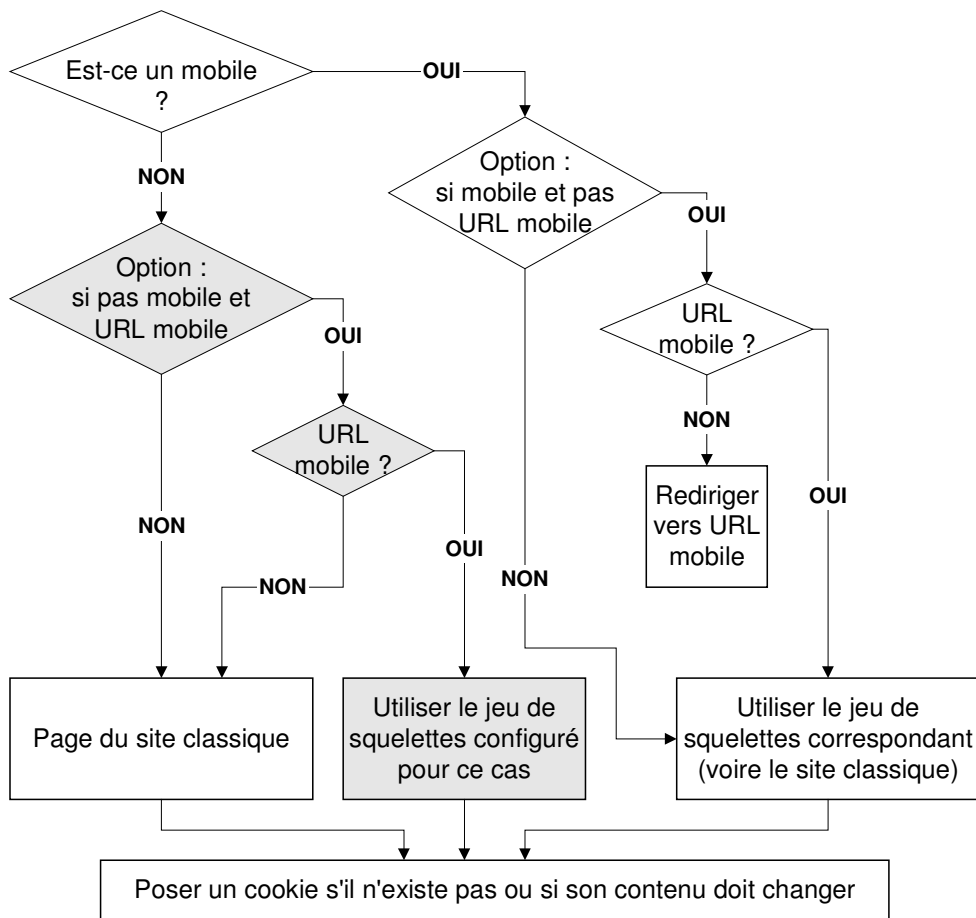 Est-ce un mobile
?
OUI
NON
Option :
si mobile et pas
URL mobile
OUI
Option :
si pas mobile et
URL mobile
OUI
URL
mobile ?
NON
URL
mobile ?
Rediriger
vers URL
mobile
OUI
NON
OUI
NON
NON
Page du site classique
Utiliser le jeu de
squelettes configuré
pour ce cas
Utiliser le jeu de
squelettes correspondant
(voire le site classique)
Poser un cookie s'il n'existe pas ou si son contenu doit changer